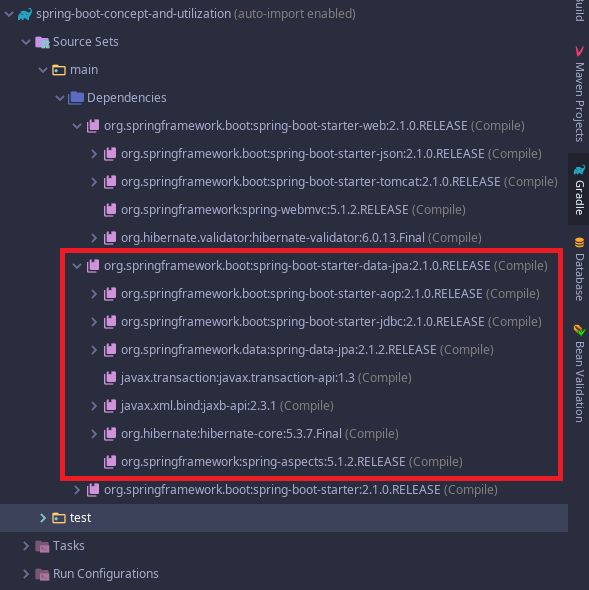 spring-boot-concept-and-utilization (auto-import enabled)
Source Sets
main
Dependencies
org.springframework.boot:spring-boot-starter-web:2.1.0.RELEASE (Compile)
org.springframework.boot:spring-boot-starter-json:2.1.0.RELEASE (Compile)
org.springframework.boot:spring-boot-starter-tomcat:2.1.0.RELEASE (Compile)
org.springframework:spring-webmvc:5.1.2.RELEASE (Compile)
org.hibernate.validator:hibernate-validator:6.0.13.Final (Compile)
org.springframework.boot:spring-boot-starter-data-jpa:2.1.0.RELEASE (Compile)
org.springframework.boot:spring-boot-starter-aop:2.1.0.RELEASE (Compile)
org.springframework.boot:spring-boot-starter-jdbc:2.1.0.RELEASE (Compile)
org.springframework.data:spring-data-jpa:2.1.2.RELEASE (Compile)
javax.transaction:javax.transaction-api:1.3 (Compile)
javax.xml.bind:jaxb-api:2.3.1 (Compile)
org.hibernate:hibernate-core:5.3.7.Final (Compile)
org.springframework:spring-aspects:5.1.2.RELEASE (Compile)
org.springframework.boot:spring-boot-starter:2.1.0.RELEASE (Compile)
test
Tasks
Run Configurations
Maven Projects
Gradle
Database
Bean Validation